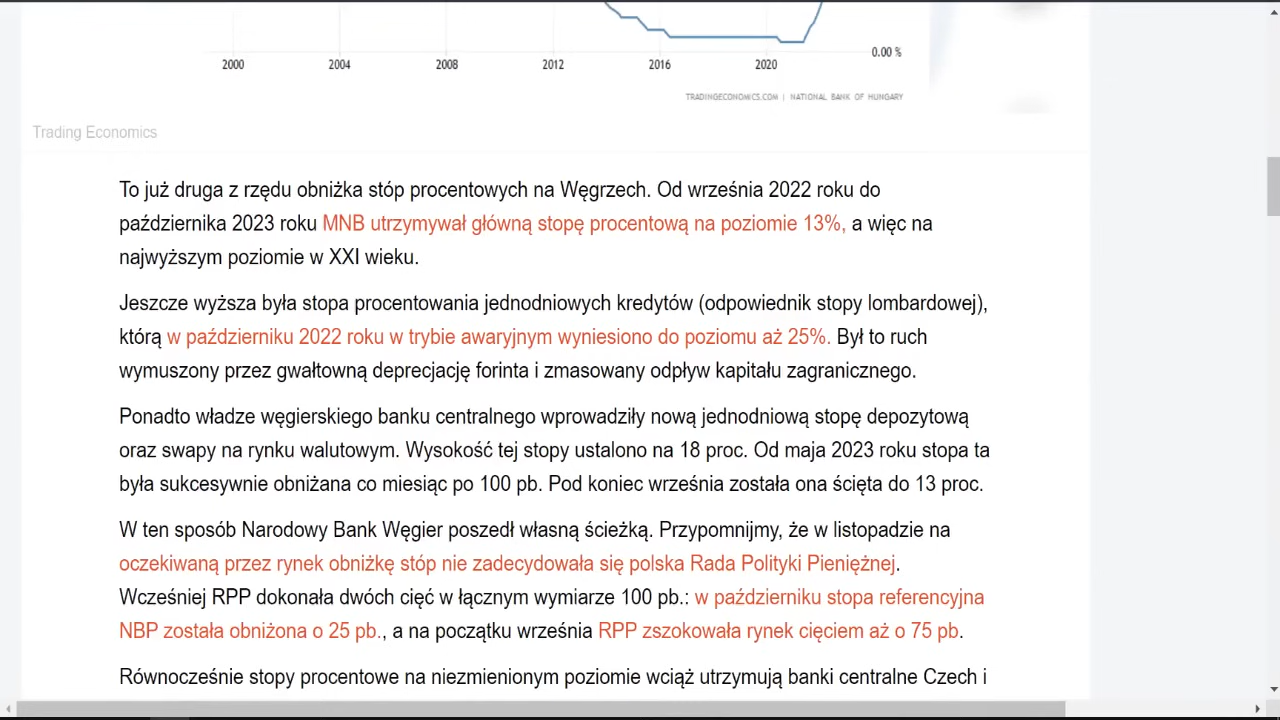 0.00 %
2000 2004 2008 2012 2016 2020
TRADINGECONOMICS.COM | NATIONAL BANK OF HUNGARY
Trading Economics
To już druga z rzędu obniżka stóp procentowych na Węgrzech. Od września 2022 roku do
października 2023 roku MNB utrzymywał główną stopę procentową na poziomie 13%, a więc na
najwyższym poziomie w XXI wieku.
Jeszcze wyższa była stopa procentowania jednodniowych kredytów (odpowiednik stopy lombardowej),
którą w październiku 2022 roku w trybie awaryjnym wyniesiono do poziomu aż 25%. Był to ruch
wymuszony przez gwałtowną deprecjację forinta i zmasowany odpływ kapitału zagranicznego.
Ponadto władze węgierskiego banku centralnego wprowadziły nową jednodniową stopę depozytową
oraz swapy na rynku walutowym. Wysokość tej stopy ustalono na 18 proc. Od maja 2023 roku stopa ta
była sukcesywnie obniżana co miesiąc po 100 pb. Pod koniec września została ona ścięta do 13 proc.
W ten sposób Narodowy Bank Węgier poszedł własną ścieżką. Przypomnijmy, że w listopadzie na
oczekiwaną przez rynek obniżkę stóp nie zadecydowała się polska Rada Polityki Pieniężnej.
Wcześniej RPP dokonała dwóch cięć w łącznym wymiarze 100 pb.: w październiku stopa referencyjna
NBP została obniżona o 25 pb., a na początku września RPP zszokowała rynek cięciem aż o 75 pb.
Równocześnie stopy procentowe na niezmienionym poziomie wciąż utrzymują banki centralne Czech i